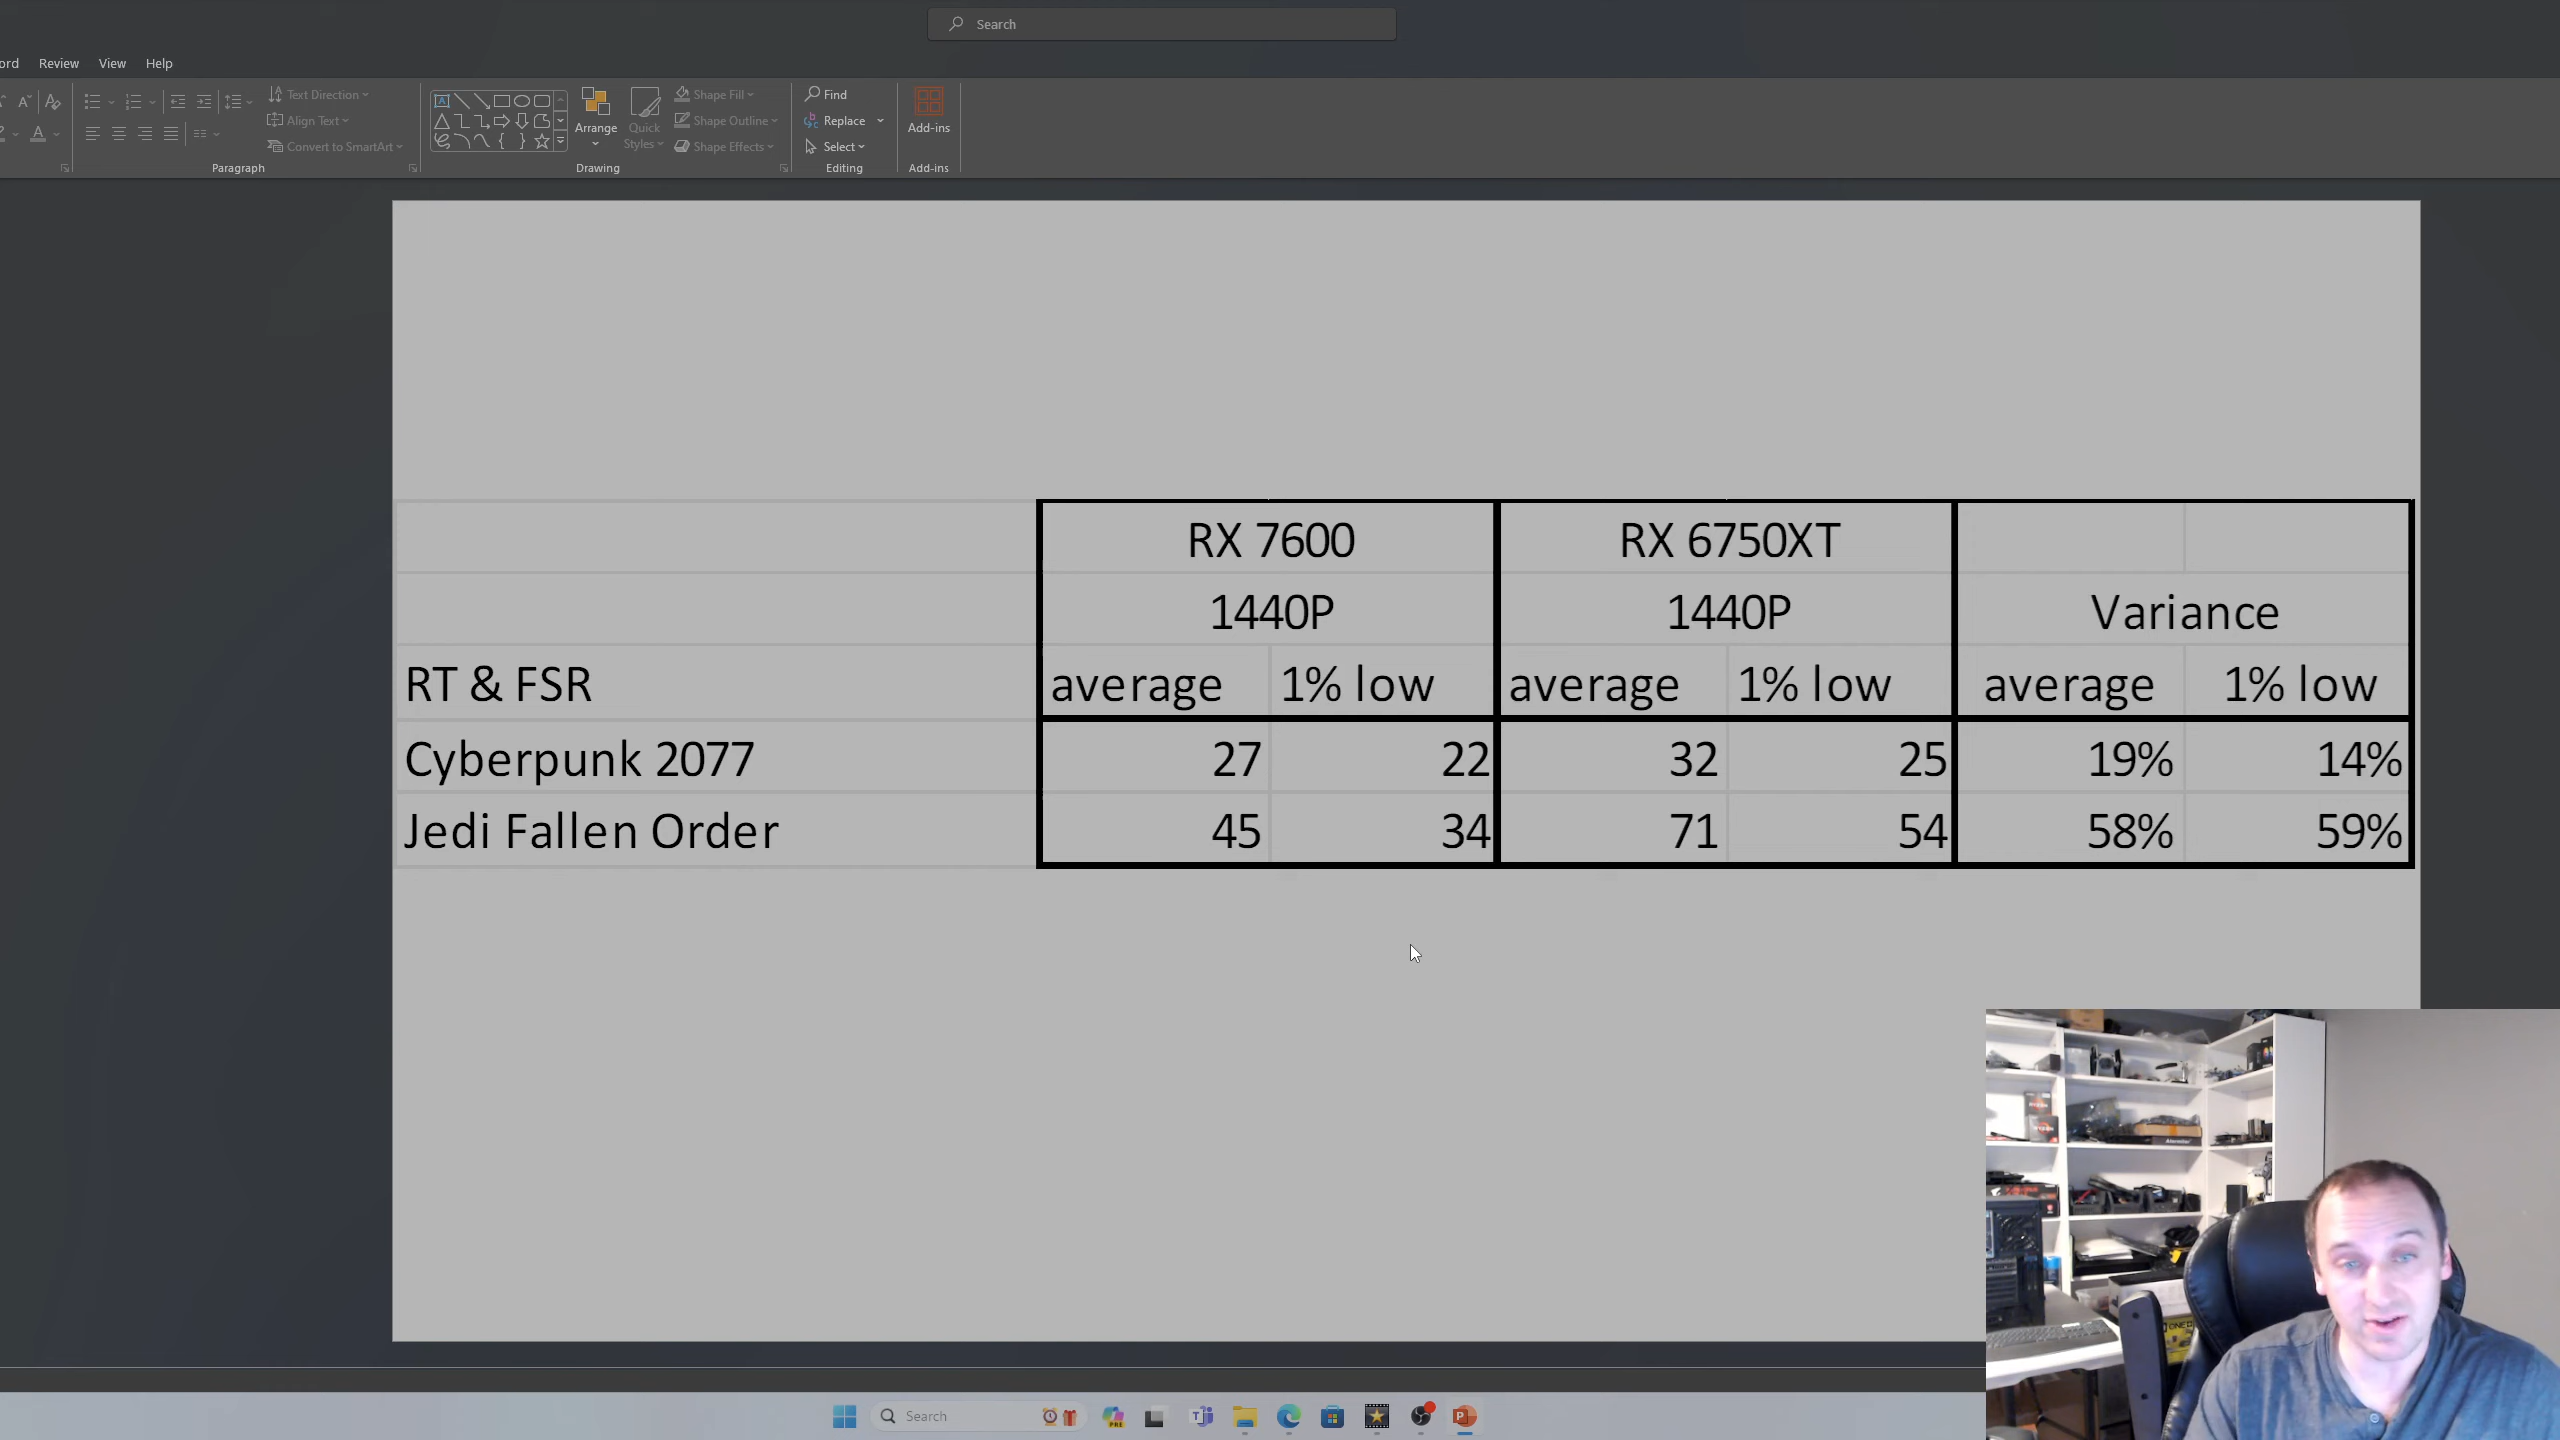 Search
ord Review View Help
Text Direction
Align Text
Convert to SmartArt
Paragraph
Arrange
Quick Styles
Shape Fill
Shape Outline
Shape Effects
Drawing
Find
Replace
Select
Editing
Add-ins
Add-ins
RX 7600 RX 6750XT
1440P 1440P Variance
RT & FSR average 1% low average 1% low average 1% low
Cyberpunk 2077 27 22 32 25 19% 14%
Jedi Fallen Order 45 34 71 54 58% 59%
Search